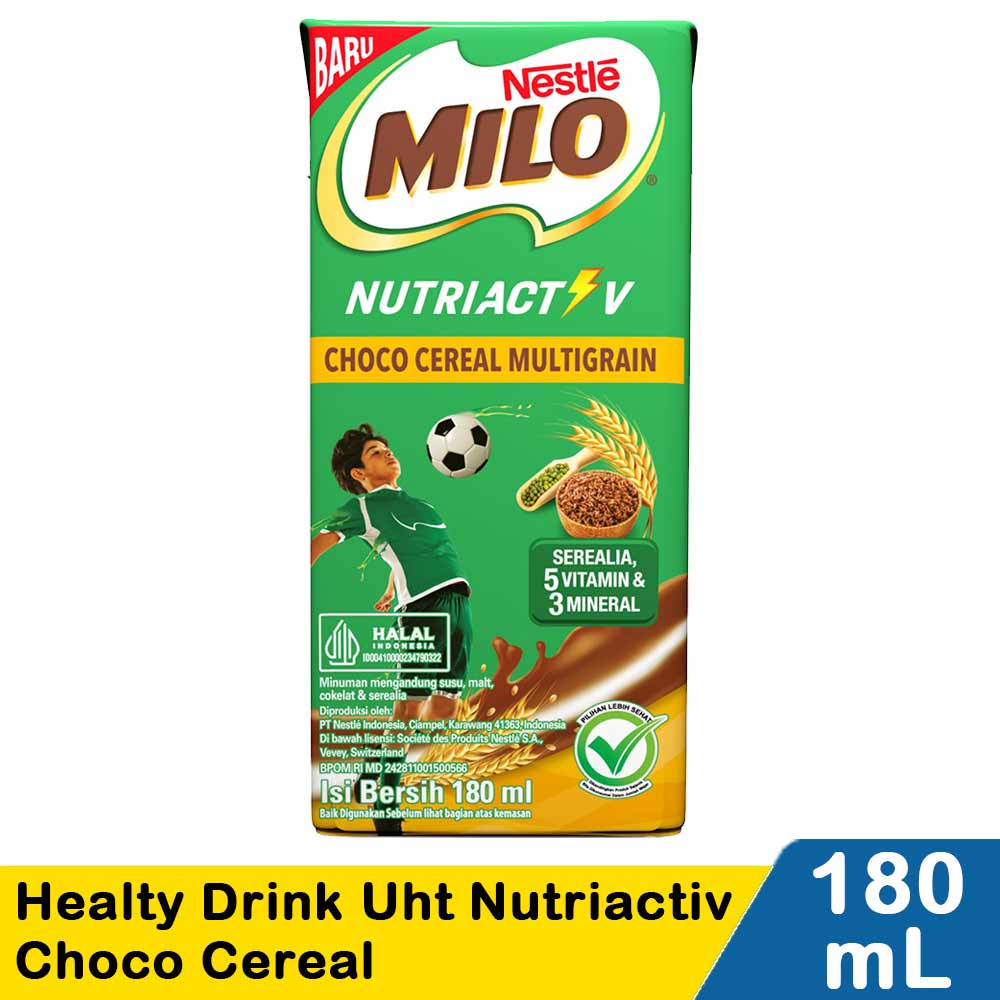 BARU
Nestlé
MILO
®
NUTRIACTV
CHOCO CEREAL MULTIGRAIN
SEREALIA,
5 VITAMIN &
3 MINERAL
HALAL
INDONESIA
ID00410000234790322
Minuman mengandung susu, malt,
cokelat & serealia
Diproduksi oleh:
PT Nestlé Indonesia, Ciampel, Karawang 41363, Indonesia
Di bawah lisensi: Société des Produits Nestlé S.A.,
Vevey, Switzerland
BPOM RI MD 242811001500566
Isi Bersih 180 ml
Baik Digunakan Sebelum lihat bagian atas kemasan
PILIHAN LEBIH SEHAT
Healty Drink Uht Nutriactiv
Choco Cereal
180
mL